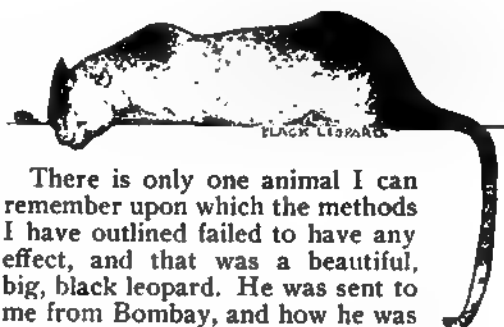 BLACK LEOPARD.
There is only one animal I can
remember upon which the methods
I have outlined failed to have any
effect, and that was a beautiful,
big, black leopard. He was sent to
me from Bombay, and how he was